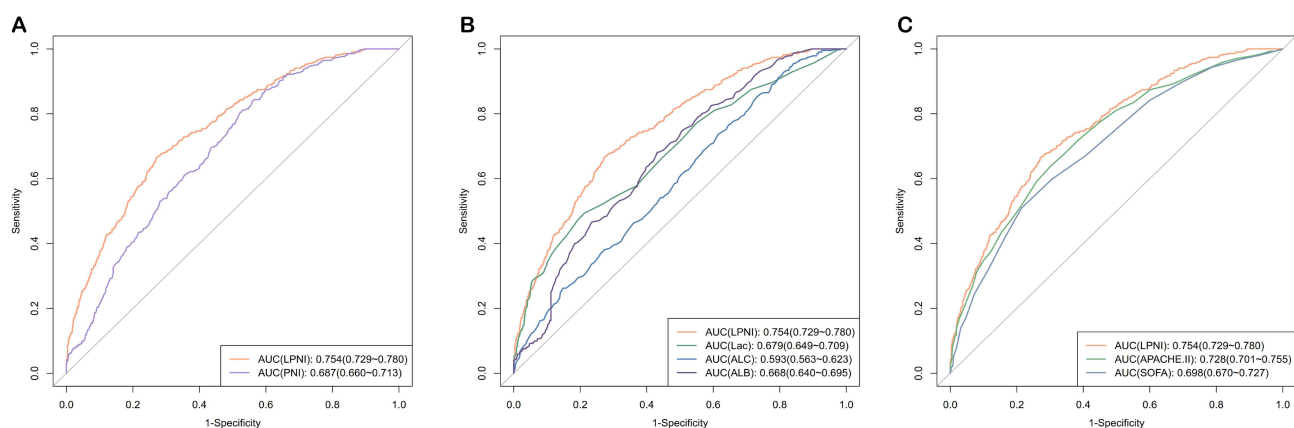 A
Sensitivity
1.0
0.8
0.6
0.4
0.2
0.0
AUC(LPNI): 0.754(0.729~0.780)
AUC(PNI): 0.687(0.660~0.713)
0.0 0.2 0.4 0.6 0.8 1.0
1-Specificity
B
Sensitivity
1.0
0.8
0.6
0.4
0.2
0.0
AUC(LPNI): 0.754(0.729~0.780)
AUC(Lac): 0.679(0.649~0.709)
AUC(ALC): 0.593(0.563~0.623)
AUC(ALB): 0.668(0.640~0.695)
0.0 0.2 0.4 0.6 0.8 1.0
1-Specificity
C
Sensitivity
1.0
0.8
0.6
0.4
0.2
0.0
AUC(LPNI): 0.754(0.729~0.780)
AUC(APACHE.II): 0.728(0.701~0.755)
AUC(SOFA): 0.698(0.670~0.727)
0.0 0.2 0.4 0.6 0.8 1.0
1-Specificity